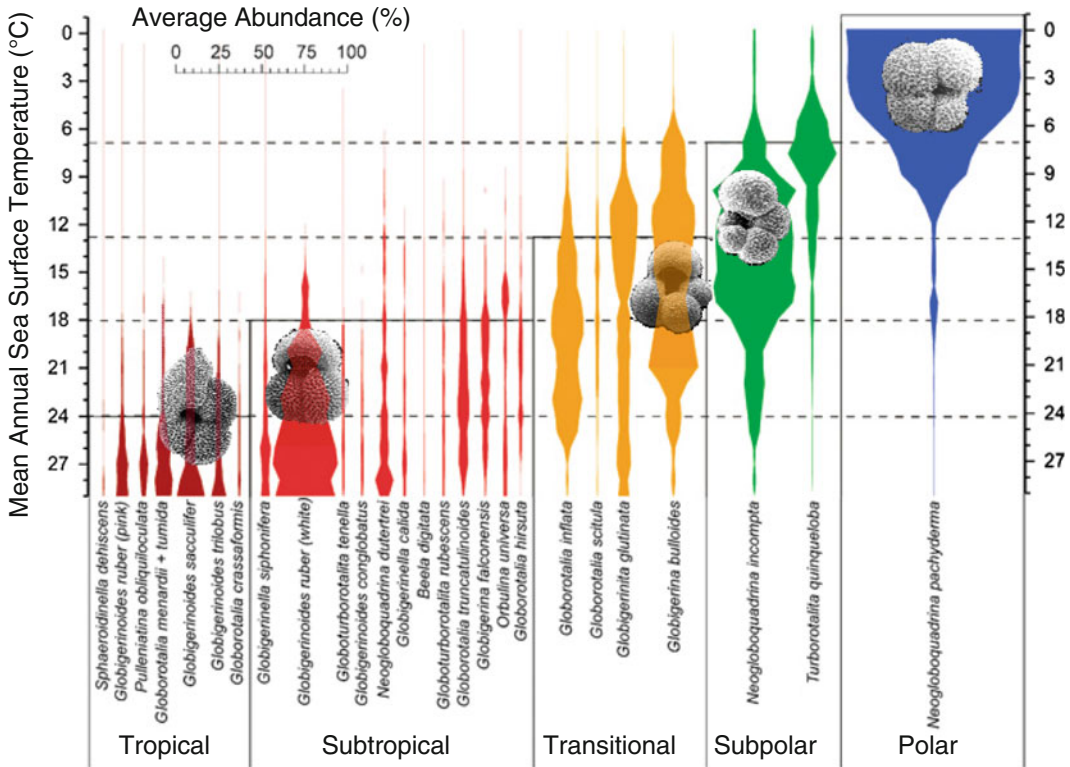 Average Abundance (%)
0 25 50 75 100
Mean Annual Sea Surface Temperature (°C)
0
3
6
9
12
15
18
21
24
27
0
3
6
9
12
15
18
21
24
27
Sphaeroidinella dehiscens
Globigerinoides ruber (pink)
Pulleniatina obliquiloculata
Globorotalia menardii + tumida
Globigerinoides sacculifer
Globigerinoides trilobus
Globorotalia crassaformis
Globigerinella siphonifera
Globigerinoides ruber (white)
Globoturborotalita tenella
Globigerinoides conglobatus
Neogloboquadrina dutertrei
Globigerinella calida
Beela digitata
Globoturborotalita rubescens
Globorotalia truncatulinoides
Globigerina falconensis
Orbulina universa
Globorotalia hirsuta
Globorotalia inflata
Globorotalia scitula
Globigerinita glutinata
Globigerina bulloides
Neogloboquadrina incompta
Turborotalita quinqueloba
Neogloboquadrina pachyderma
Tropical Subtropical Transitional Subpolar Polar